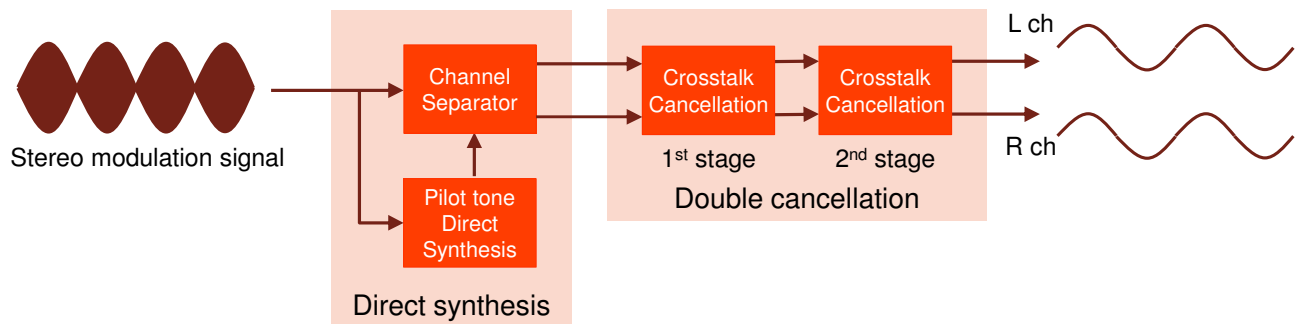 Stereo modulation signal
Channel
Separator
Pilot tone
Direct
Synthesis
Direct synthesis
Crosstalk
Cancellation
1st stage
Crosstalk
Cancellation
2nd stage
Double cancellation
L ch
R ch